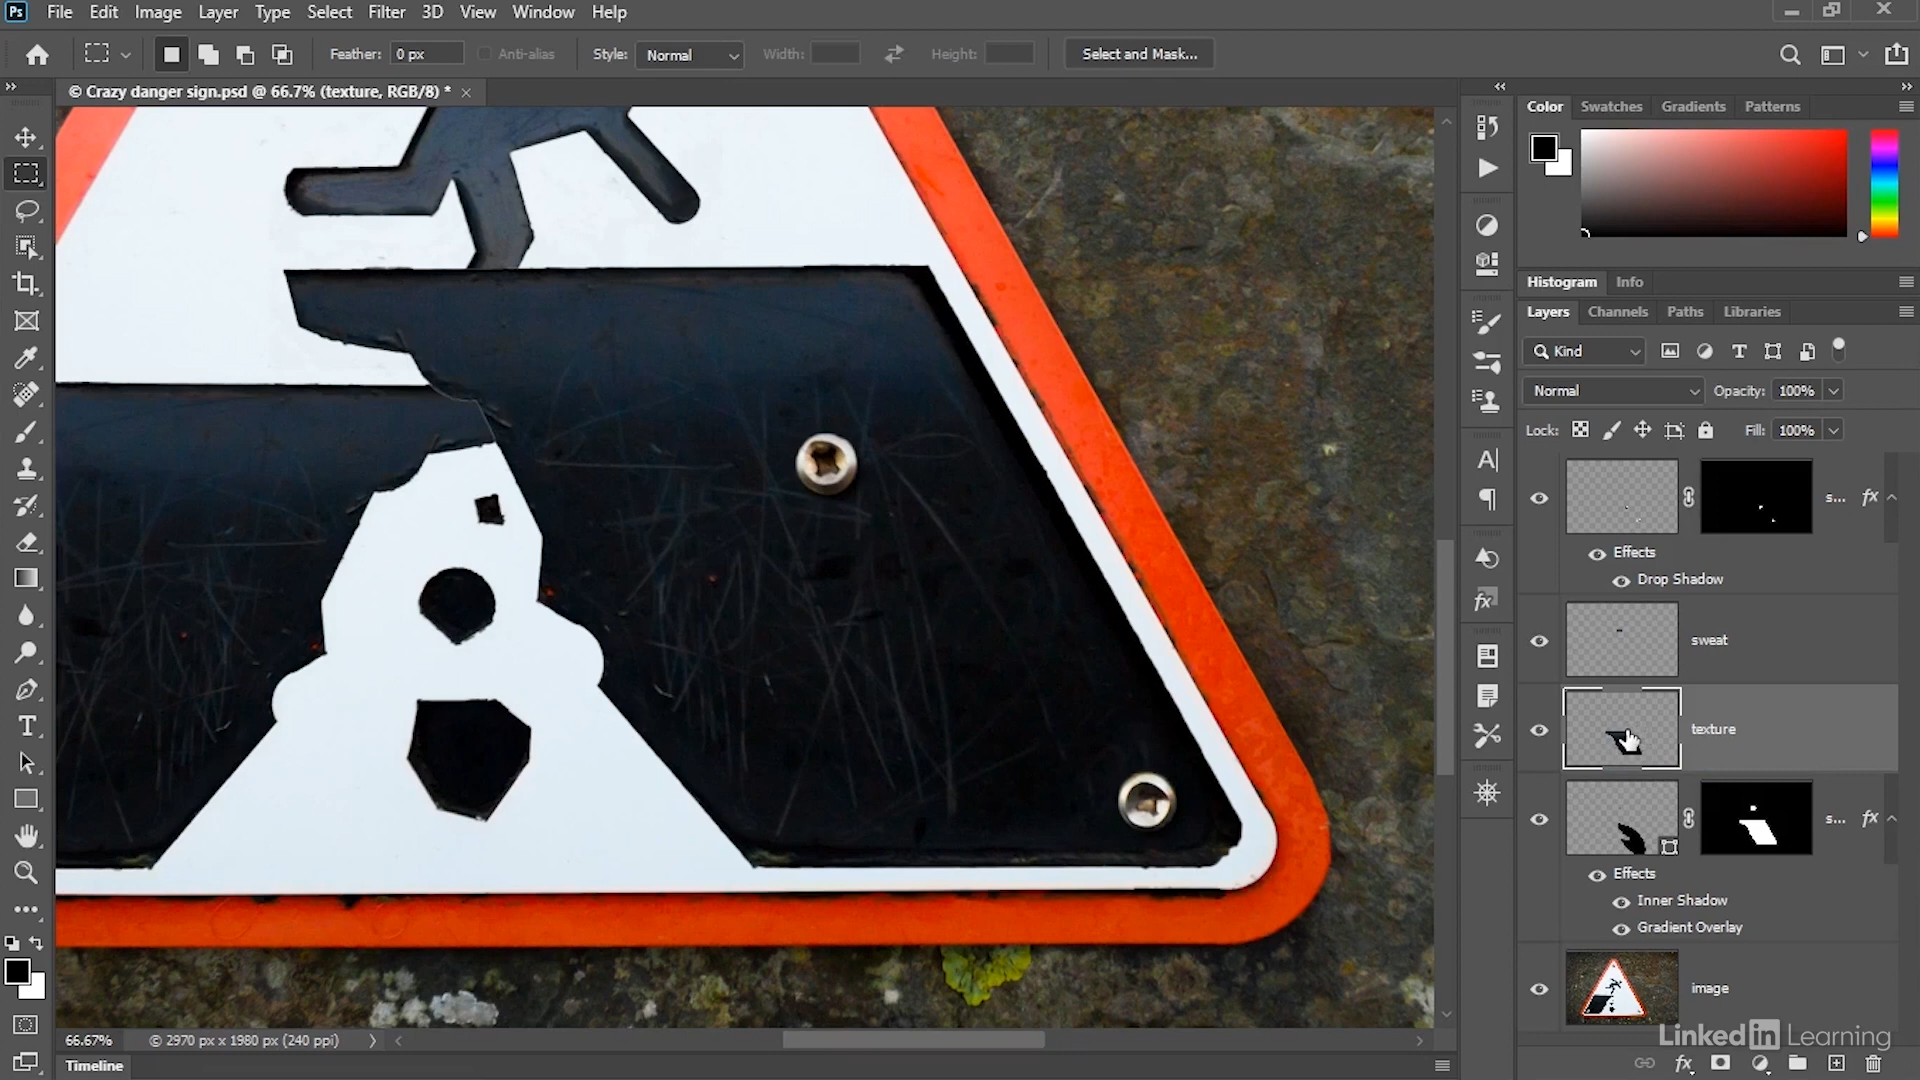 Ps File Edit Image Layer Type Select Filter 3D View Window Help
Feather: 0 px Anti-alias Style: Normal Width: Height: Select and Mask...
© Crazy danger sign.psd @ 66.7% (texture, RGB/8) *
Color Swatches Gradients Patterns
Histogram Info
Layers Channels Paths Libraries
Kind
Normal Opacity: 100%
Lock: Fill: 100%
s... fx
Effects
Drop Shadow
sweat
texture
s... fx
Effects
Inner Shadow
Gradient Overlay
image
66.67% © 2970 px x 1980 px (240 ppi)
Timeline
LinkedIn Learning